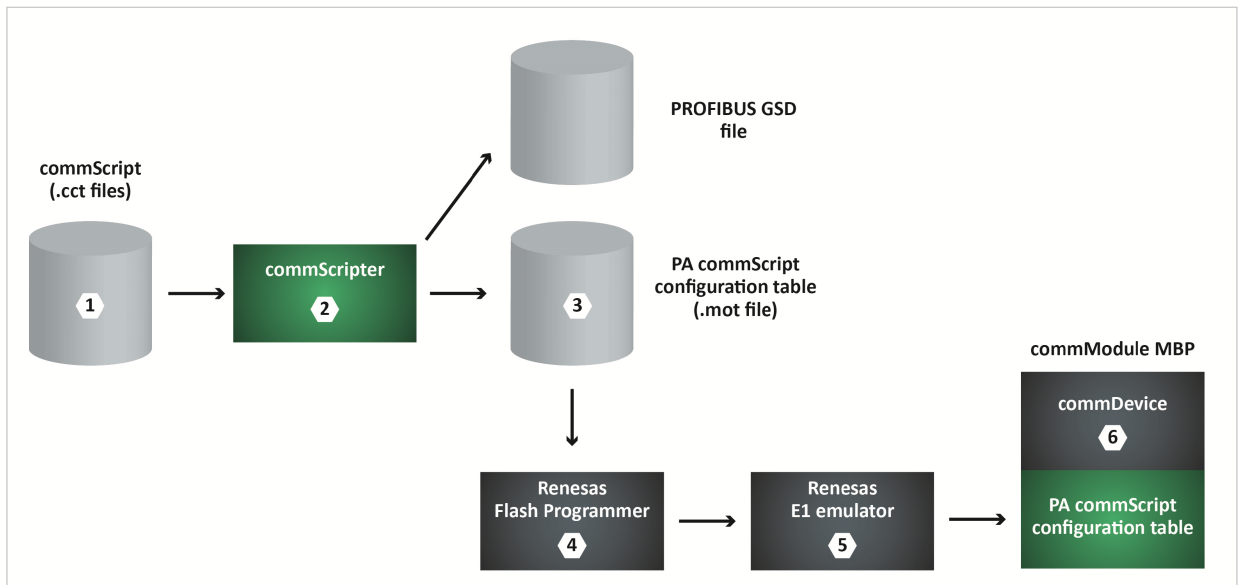 commScript
(.cct files)
1
commScripter
2
PROFIBUS GSD
file
3
PA commScript
configuration table
(.mot file)
Renesas
Flash Programmer
4
Renesas
E1 emulator
5
commModule MBP
commDevice
6
PA commScript
configuration table